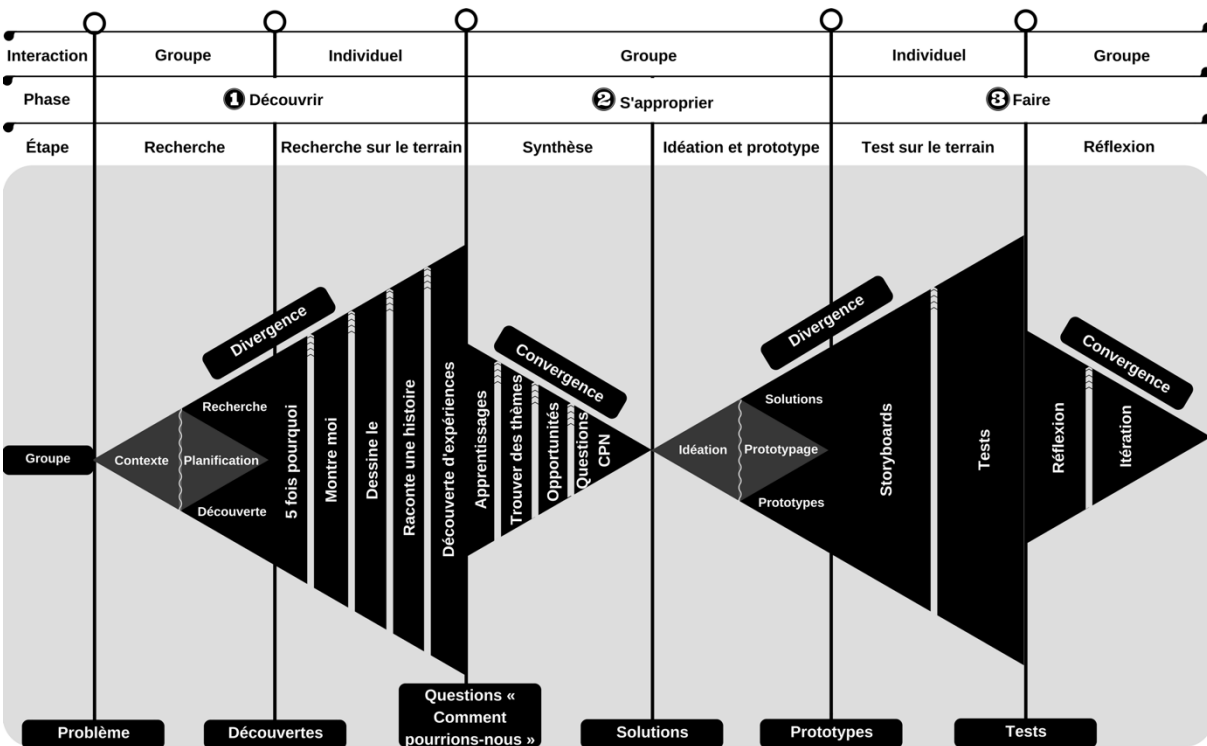 Interaction
Groupe
Individuel
Groupe
Individuel
Groupe
Phase
1 Découvrir
2 S'approprier
3 Faire
Étape
Recherche
Recherche sur le terrain
Synthèse
Idéation et prototype
Test sur le terrain
Réflexion
Divergence
Convergence
Divergence
Convergence
Groupe
Contexte
Recherche
Planification
Découverte
5 fois pourquoi
Montre moi
Dessine le
Raconte une histoire
Découverte d'expériences
Apprentissages
Trouver des thèmes
Opportunités
Questions
CPN
Idéation
Solutions
Prototypage
Prototypes
Storyboards
Tests
Réflexion
Itération
Problème
Découvertes
Questions «
Comment
pourrions-nous »
Solutions
Prototypes
Tests